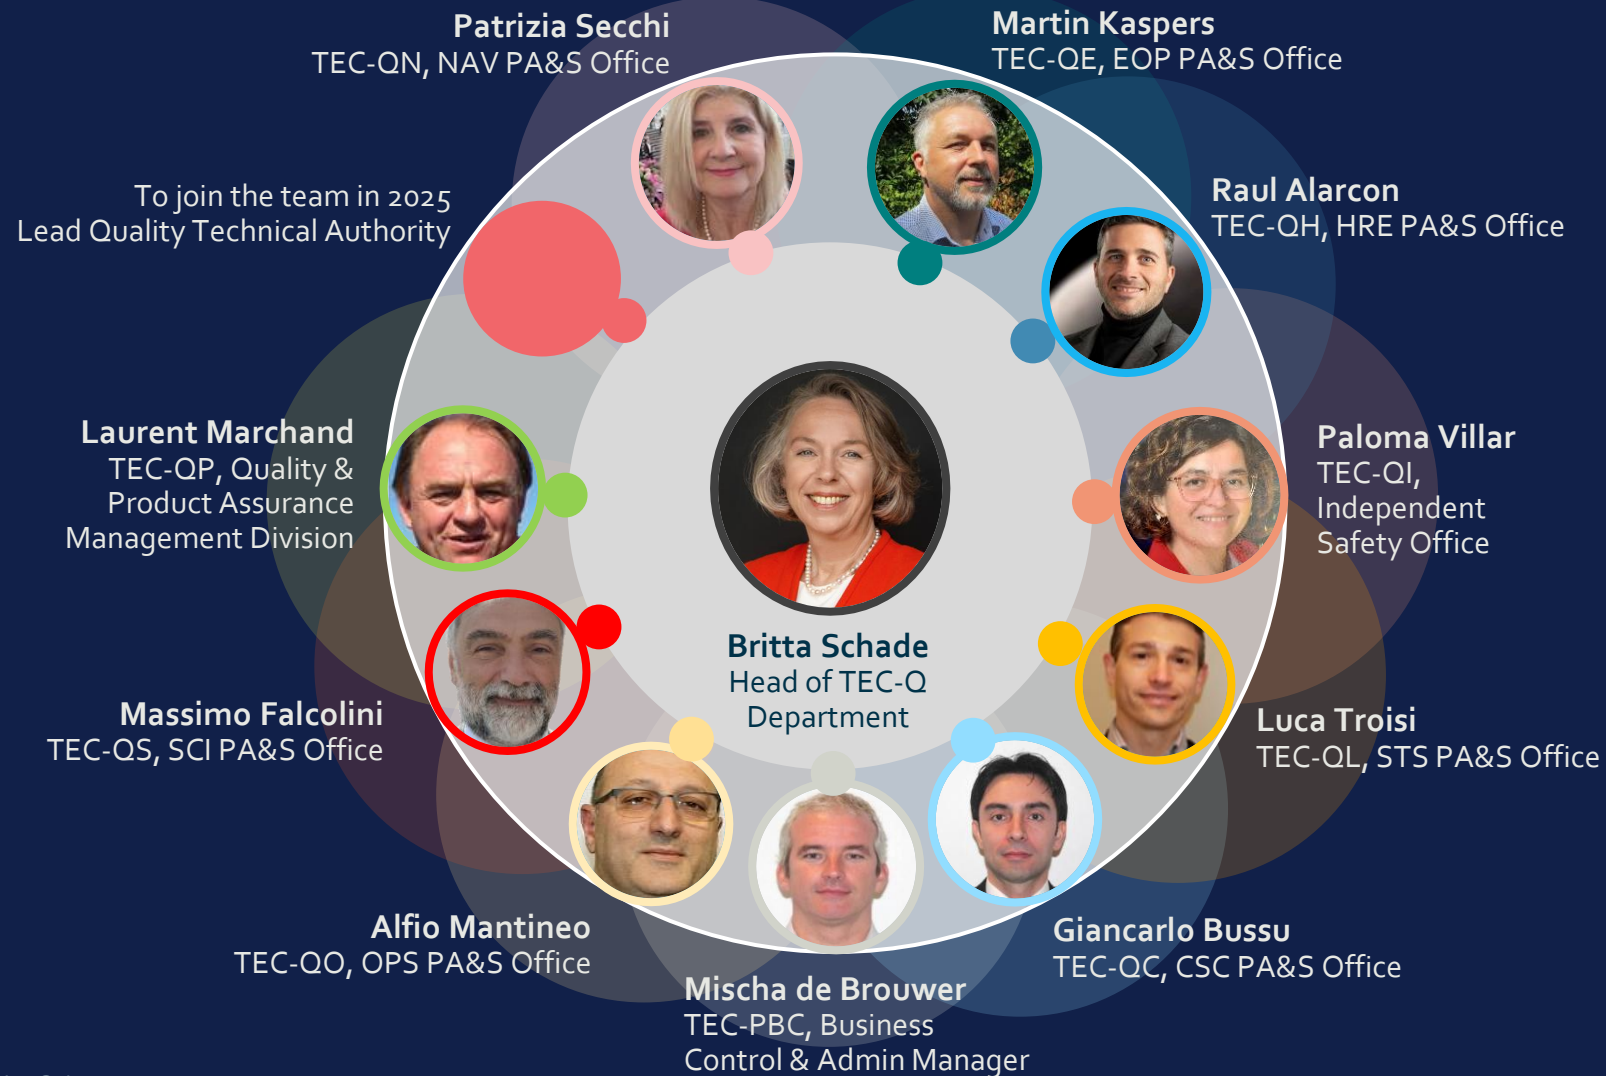 Patrizia Secchi
TEC-QN, NAV PA&S Office
Martin Kaspers
TEC-QE, EOP PA&S Office
To join the team in 2025
Lead Quality Technical Authority
Raul Alarcon
TEC-QH, HRE PA&S Office
Laurent Marchand
TEC-QP, Quality &
Product Assurance
Management Division
Paloma Villar
TEC-QI,
Independent
Safety Office
Britta Schade
Head of TEC-Q
Department
Massimo Falcolini
TEC-QS, SCI PA&S Office
Luca Troisi
TEC-QL, STS PA&S Office
Alfio Mantineo
TEC-QO, OPS PA&S Office
Giancarlo Bussu
TEC-QC, CSC PA&S Office
Mischa de Brouwer
TEC-PBC, Business
Control & Admin Manager